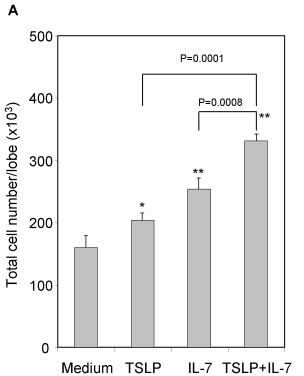 A
500
P=0.0001
400
P=0.0008
**
300
**
*
200
100
0
Total cell number/lobe (x10³)
Medium TSLP IL-7 TSLP+IL-7